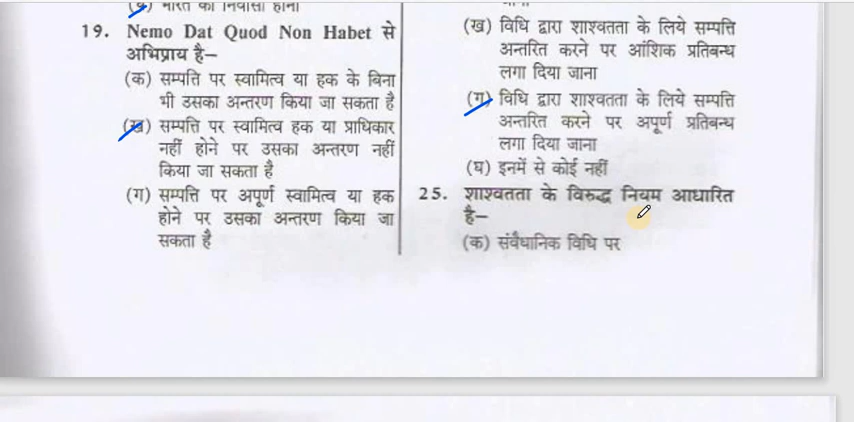 (घ) भारत का निवासी होना
19. Nemo Dat Quod Non Habet से
अभिप्राय है–
(क) सम्पत्ति पर स्वामित्व या हक के बिना
भी उसका अन्तरण किया जा सकता है
(ख) सम्पत्ति पर स्वामित्व हक या प्राधिकार
नहीं होने पर उसका अन्तरण नहीं
किया जा सकता है
(ग) सम्पत्ति पर अपूर्ण स्वामित्व या हक
होने पर उसका अन्तरण किया जा
सकता है
(ख) विधि द्वारा शाश्वतता के लिये सम्पत्ति
अन्तरित करने पर आंशिक प्रतिबन्ध
लगा दिया जाना
(ग) विधि द्वारा शाश्वतता के लिये सम्पत्ति
अन्तरित करने पर अपूर्ण प्रतिबन्ध
लगा दिया जाना
(घ) इनमें से कोई नहीं
25. शाश्वतता के विरुद्ध नियम आधारित
है–
(क) संवैधानिक विधि पर